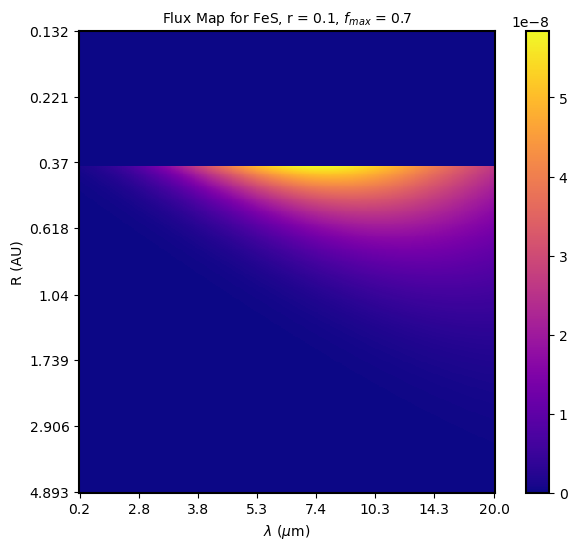 Flux Map for FeS, r = 0.1, f_max = 0.7
1e−8
0.132
0.221
0.37
0.618
1.04
1.739
2.906
4.893
R (AU)
0.2 2.8 3.8 5.3 7.4 10.3 14.3 20.0
λ (μm)
5
4
3
2
1
0